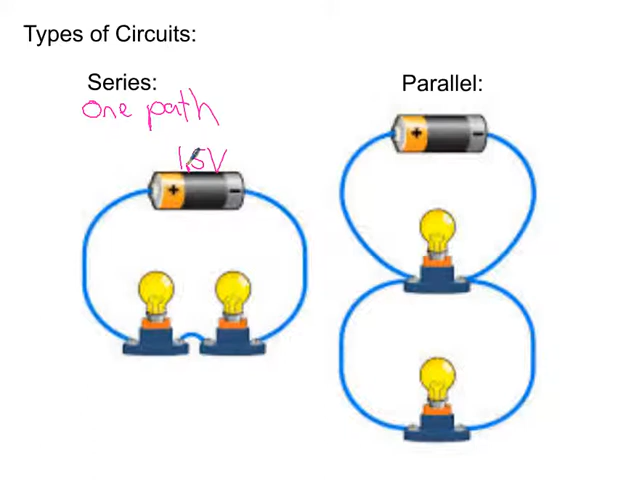 Types of Circuits:
Series:
one path
1.5V
+ -
Parallel:
+ -